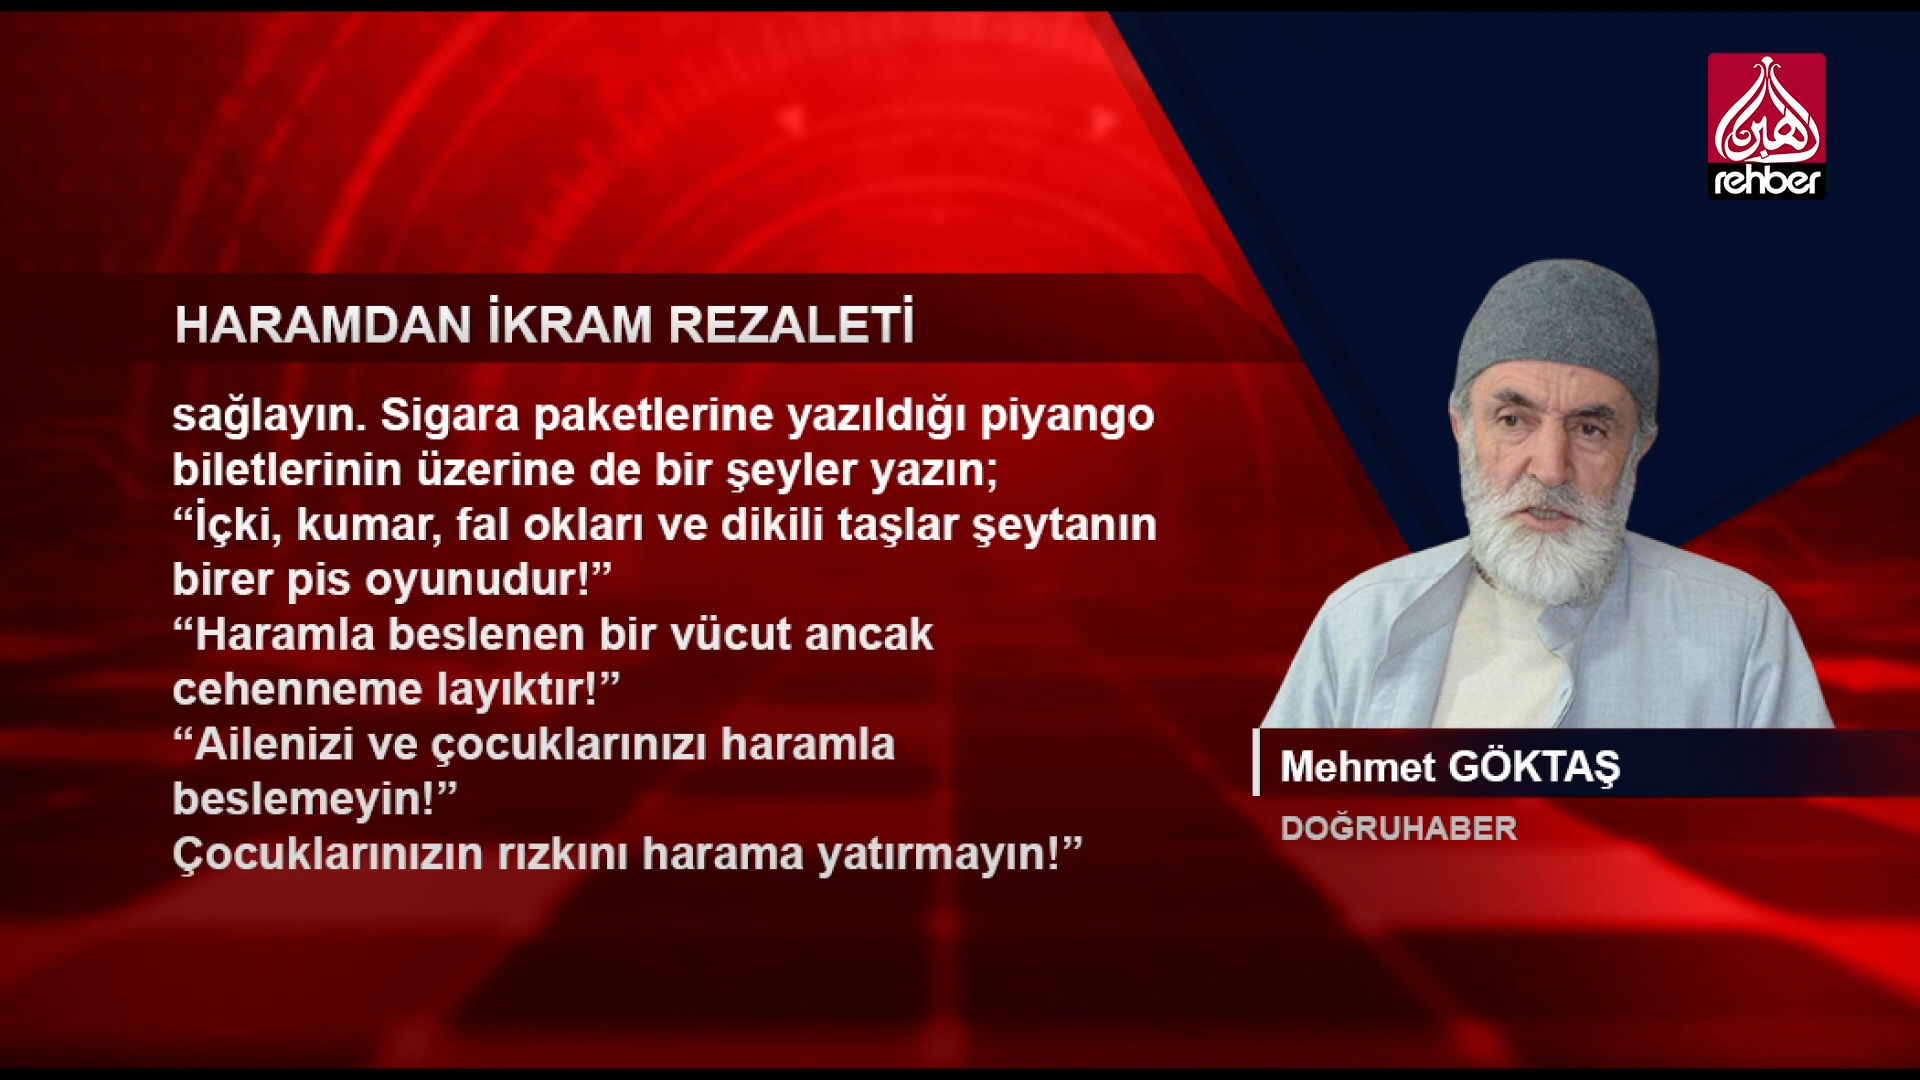 رهبر
rehber
HARAMDAN İKRAM REZALETİ
sağlayın. Sigara paketlerine yazıldığı piyango
biletlerinin üzerine de bir şeyler yazın;
“İçki, kumar, fal okları ve dikili taşlar şeytanın
birer pis oyunudur!”
“Haramla beslenen bir vücut ancak
cehenneme layıktır!”
“Ailenizi ve çocuklarınızı haramla
beslemeyin!”
Çocuklarınızın rızkını harama yatırmayın!”
Mehmet GÖKTAŞ
DOĞRUHABER